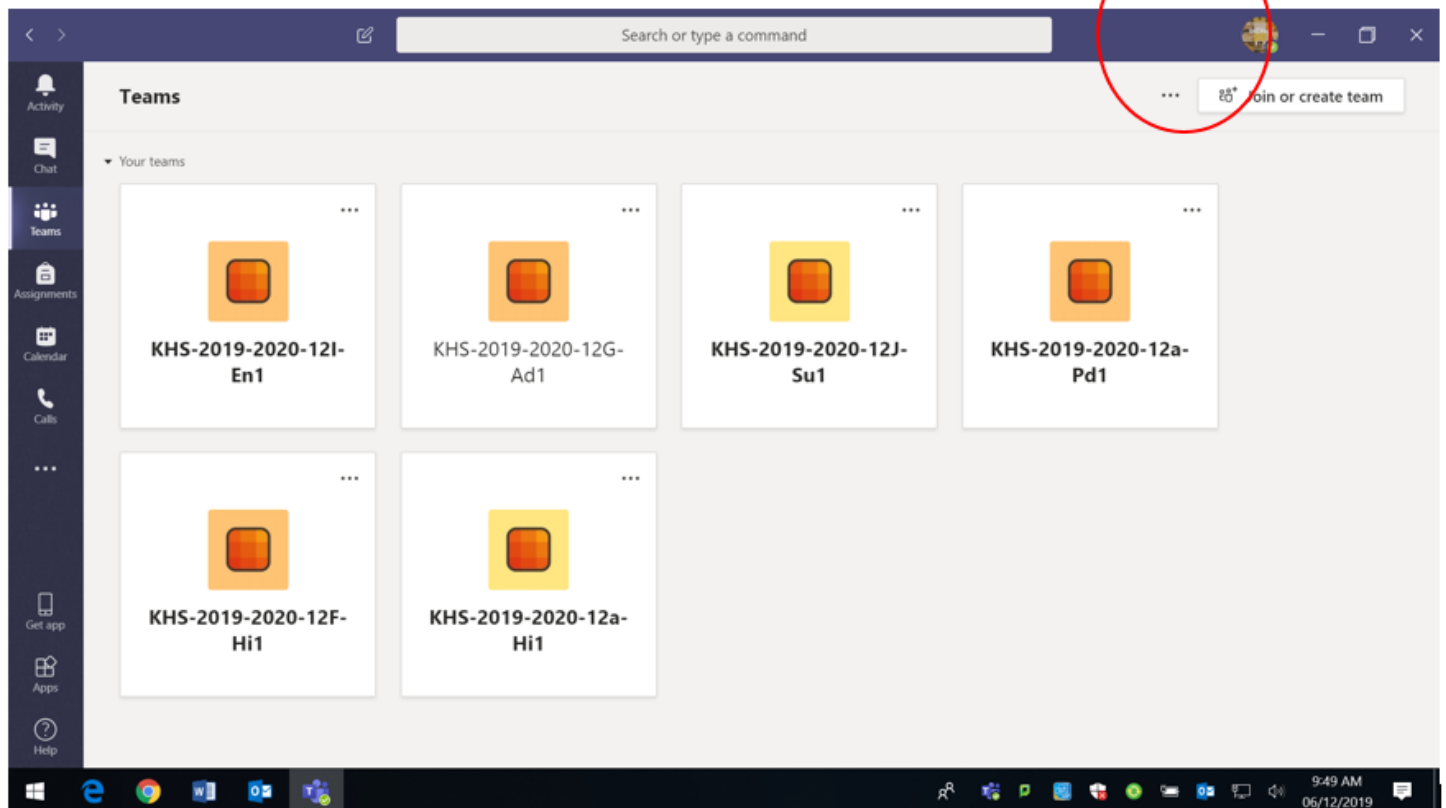 Search or type a command
Activity
Teams
Join or create team
Chat
Your teams
Teams
Assignments
Calendar
Calls
KHS-2019-2020-12I-
En1
KHS-2019-2020-12G-
Ad1
KHS-2019-2020-12J-
Su1
KHS-2019-2020-12a-
Pd1
KHS-2019-2020-12F-
Hi1
KHS-2019-2020-12a-
Hi1
Get app
Apps
Help
9:49 AM
06/12/2019